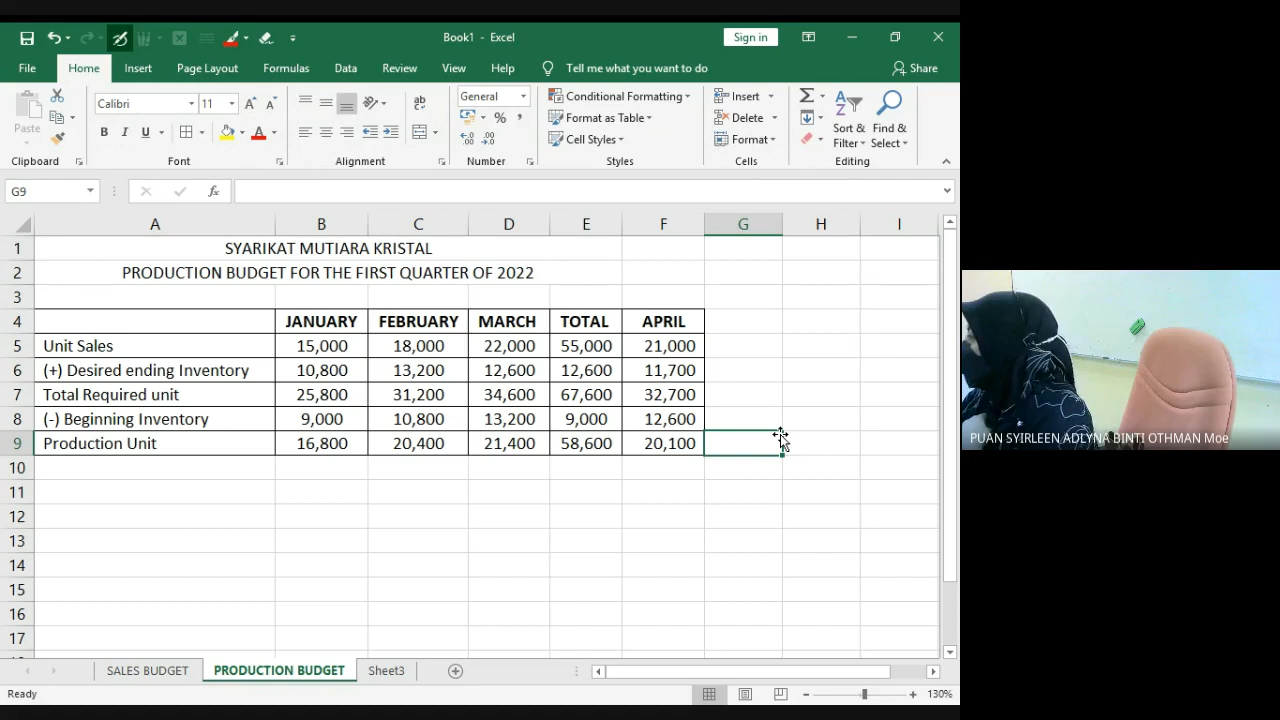 Book1 - Excel
Sign in
File Home Insert Page Layout Formulas Data Review View Help Tell me what you want to do Share
Paste
Calibri 11
General
Conditional Formatting
Format as Table
Cell Styles
Insert
Delete
Format
Sort & Filter
Find & Select
Clipboard Font Alignment Number Styles Cells Editing
G9
A B C D E F G H I
1 SYARIKAT MUTIARA KRISTAL
2 PRODUCTION BUDGET FOR THE FIRST QUARTER OF 2022
3
4 JANUARY FEBRUARY MARCH TOTAL APRIL
5 Unit Sales 15,000 18,000 22,000 55,000 21,000
6 (+) Desired ending Inventory 10,800 13,200 12,600 12,600 11,700
7 Total Required unit 25,800 31,200 34,600 67,600 32,700
8 (-) Beginning Inventory 9,000 10,800 13,200 9,000 12,600
9 Production Unit 16,800 20,400 21,400 58,600 20,100
10
11
12
13
14
15
16
17
SALES BUDGET PRODUCTION BUDGET Sheet3
Ready 130%
PUAN SYIRLEEN ADLYNA BINTI OTHMAN Moe